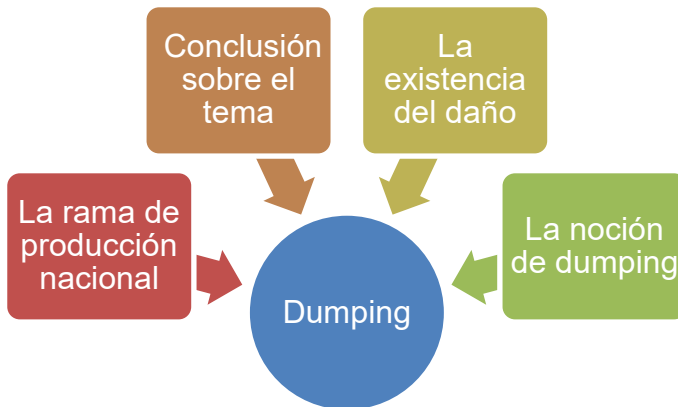 Conclusión
sobre el
tema
La
existencia
del daño
La rama de
producción
nacional
La noción
de dumping
Dumping